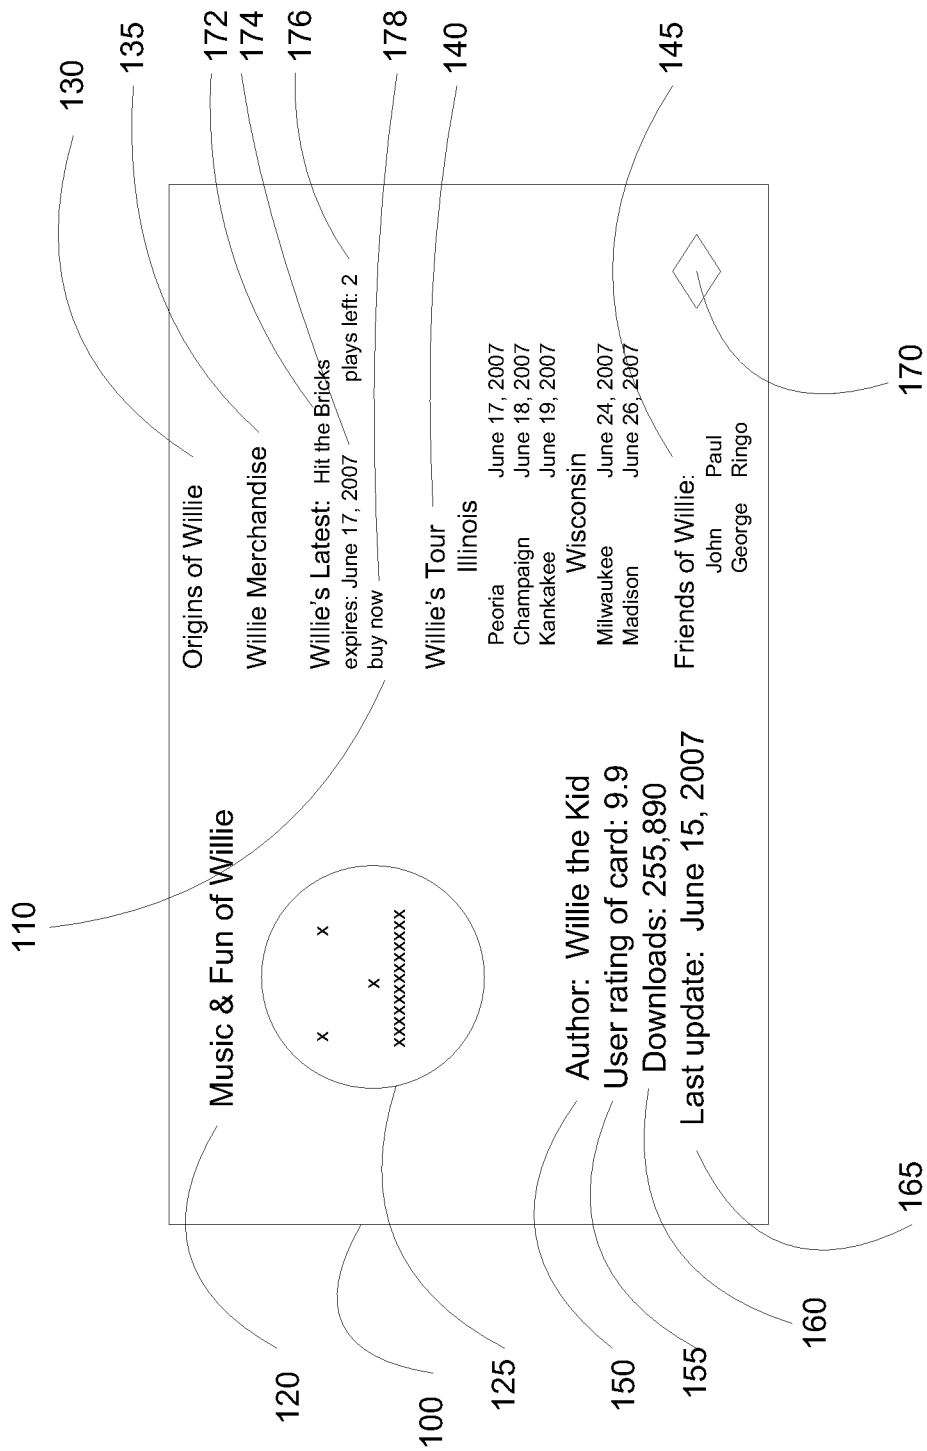 110
130
135
172
174
176
178
140
145
Music & Fun of Willie
x x
x
xxxxxxxxxxxxxx
Author: Willie the Kid
User rating of card: 9.9
Downloads: 255,890
Last update: June 15, 2007
Origins of Willie
Willie Merchandise
Willie's Latest: Hit the Bricks
expires: June 17, 2007 plays left: 2
buy now
Willie's Tour
Illinois
Peoria June 17, 2007
Champaign June 18, 2007
Kankakee June 19, 2007
Wisconsin
Milwaukee June 24, 2007
Madison June 26, 2007
Friends of Willie:
John Paul
George Ringo
120
100
125
150
155
160
165
170